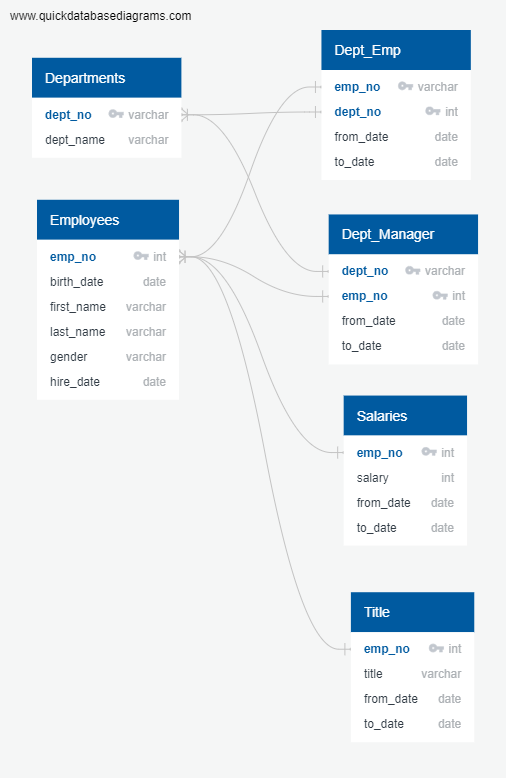 www.quickdatabasediagrams.com
Departments
dept_no varchar
dept_name varchar
Employees
emp_no int
birth_date date
first_name varchar
last_name varchar
gender varchar
hire_date date
Dept_Emp
emp_no varchar
dept_no int
from_date date
to_date date
Dept_Manager
dept_no varchar
emp_no int
from_date date
to_date date
Salaries
emp_no int
salary int
from_date date
to_date date
Title
emp_no int
title varchar
from_date date
to_date date